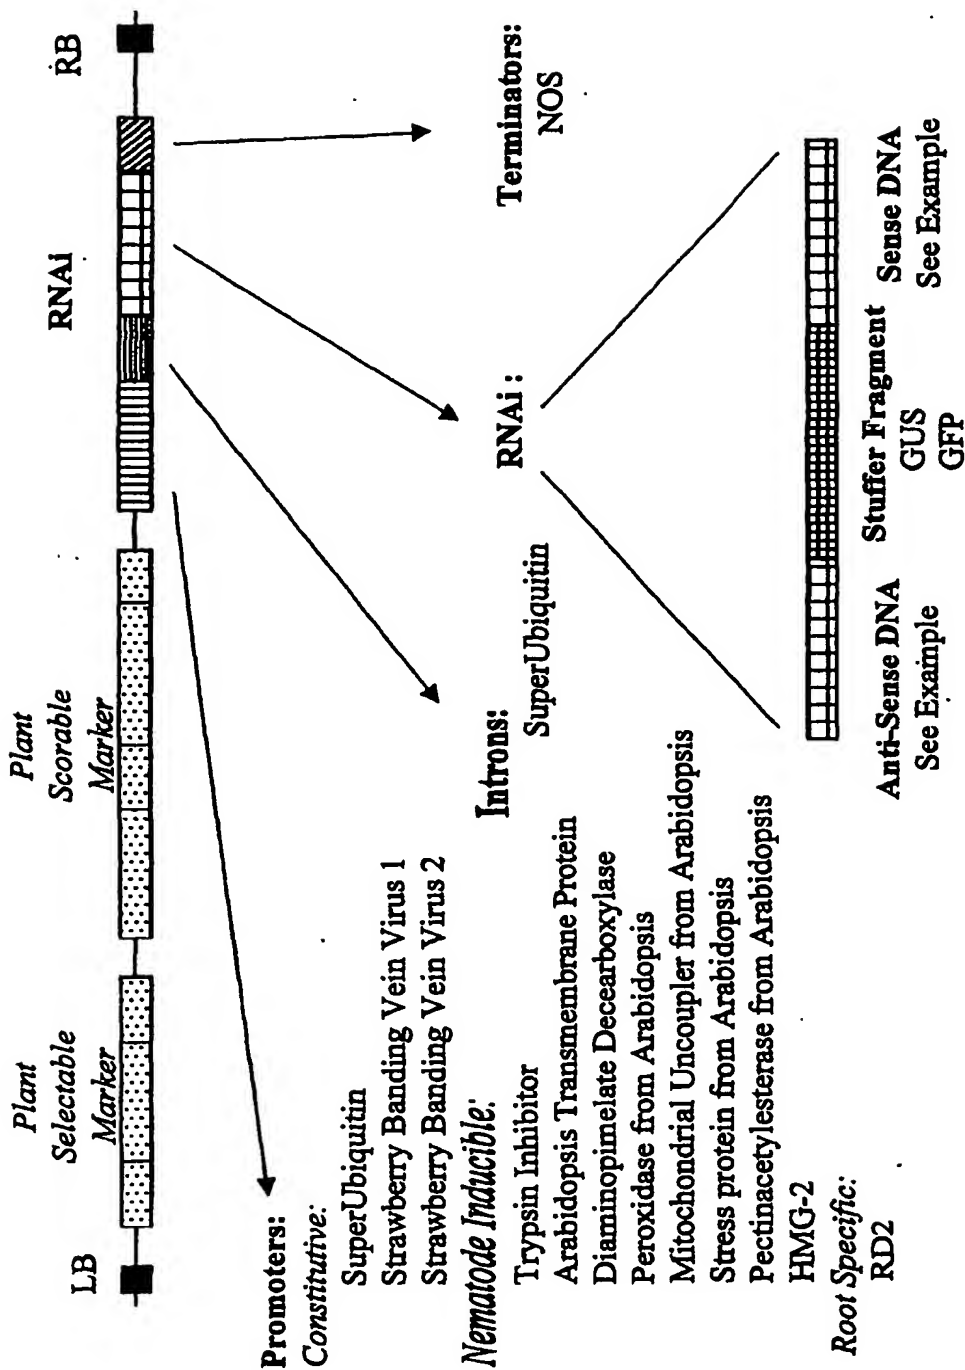 LB
Plant
Selectable
Marker
Plant
Scorable
Marker
RNAi
RB
Promoters:
Constitutive:
SuperUbiquitin
Strawberry Banding Vein Virus 1
Strawberry Banding Vein Virus 2
Nematode Inducible:
Trypsin Inhibitor
Arabidopsis Transmembrane Protein
Diaminopimelate Decearboxylase
Peroxidase from Arabidopsis
Mitochondrial Uncoupler from Arabidopsis
Stress protein from Arabidopsis
Pectinacetylesterase from Arabidopsis
HMG-2
Root Specific:
RD2
Introns:
SuperUbiquitin
RNAi :
Terminators:
NOS
Anti-Sense DNA
See Example
Stuffer Fragment
GUS
GFP
Sense DNA
See Example